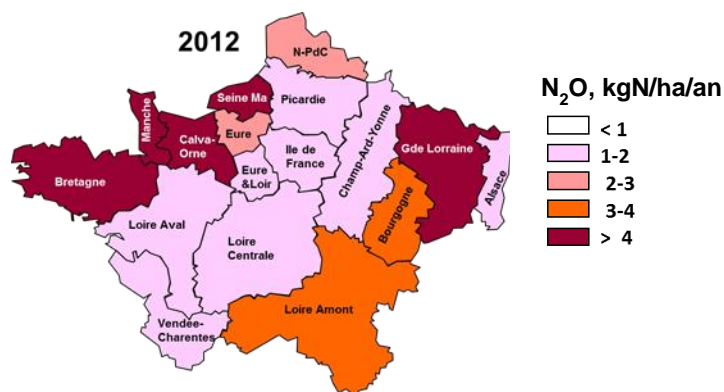 2012
N-PdC
Seine Ma
Picardie
Manche
Calva-
Orne
Eure
Ile de
France
Champ-Ard-Yonne
Gde Lorraine
Alsace
Bretagne
Eure
&Loir
Bourgogne
Loire Aval
Loire
Centrale
Loire Amont
Vendée-
Charentes
N₂O, kgN/ha/an
< 1
1-2
2-3
3-4
> 4